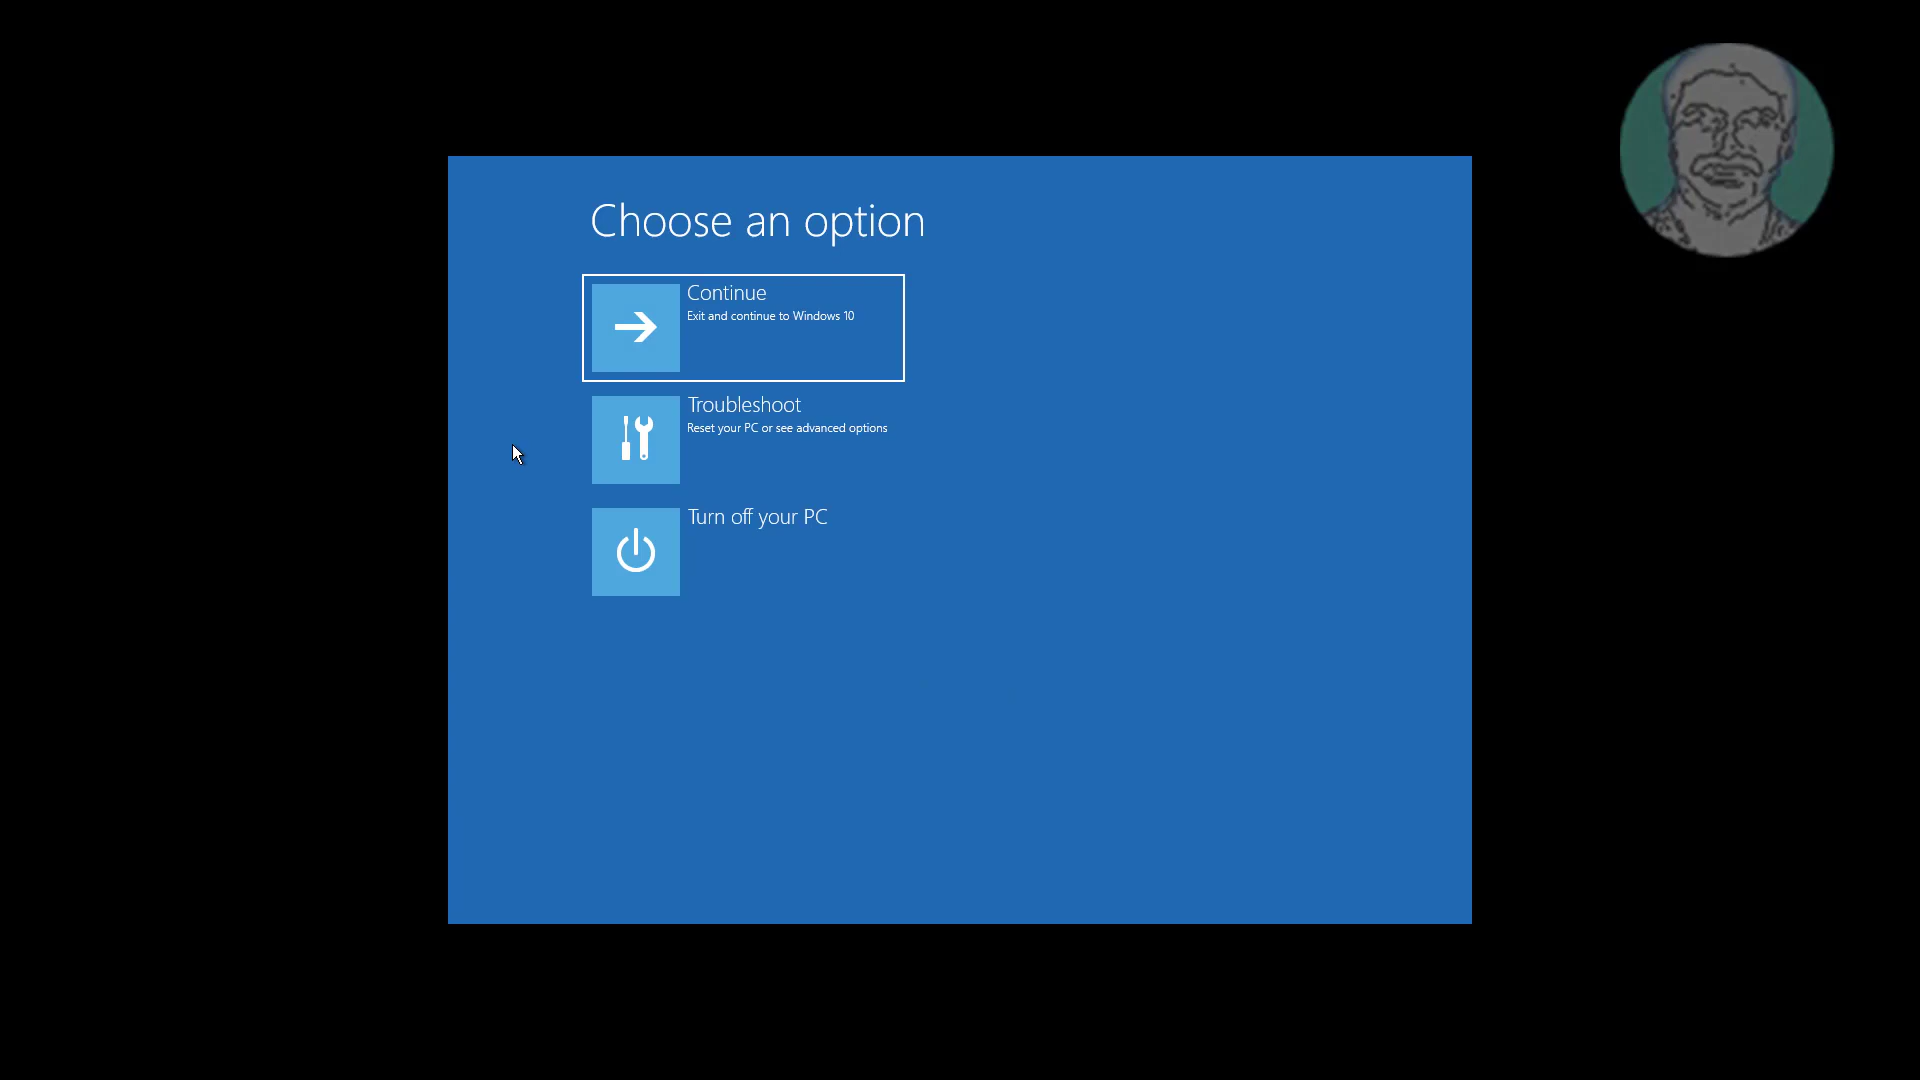 Choose an option
Continue
Exit and continue to Windows 10
Troubleshoot
Reset your PC or see advanced options
Turn off your PC